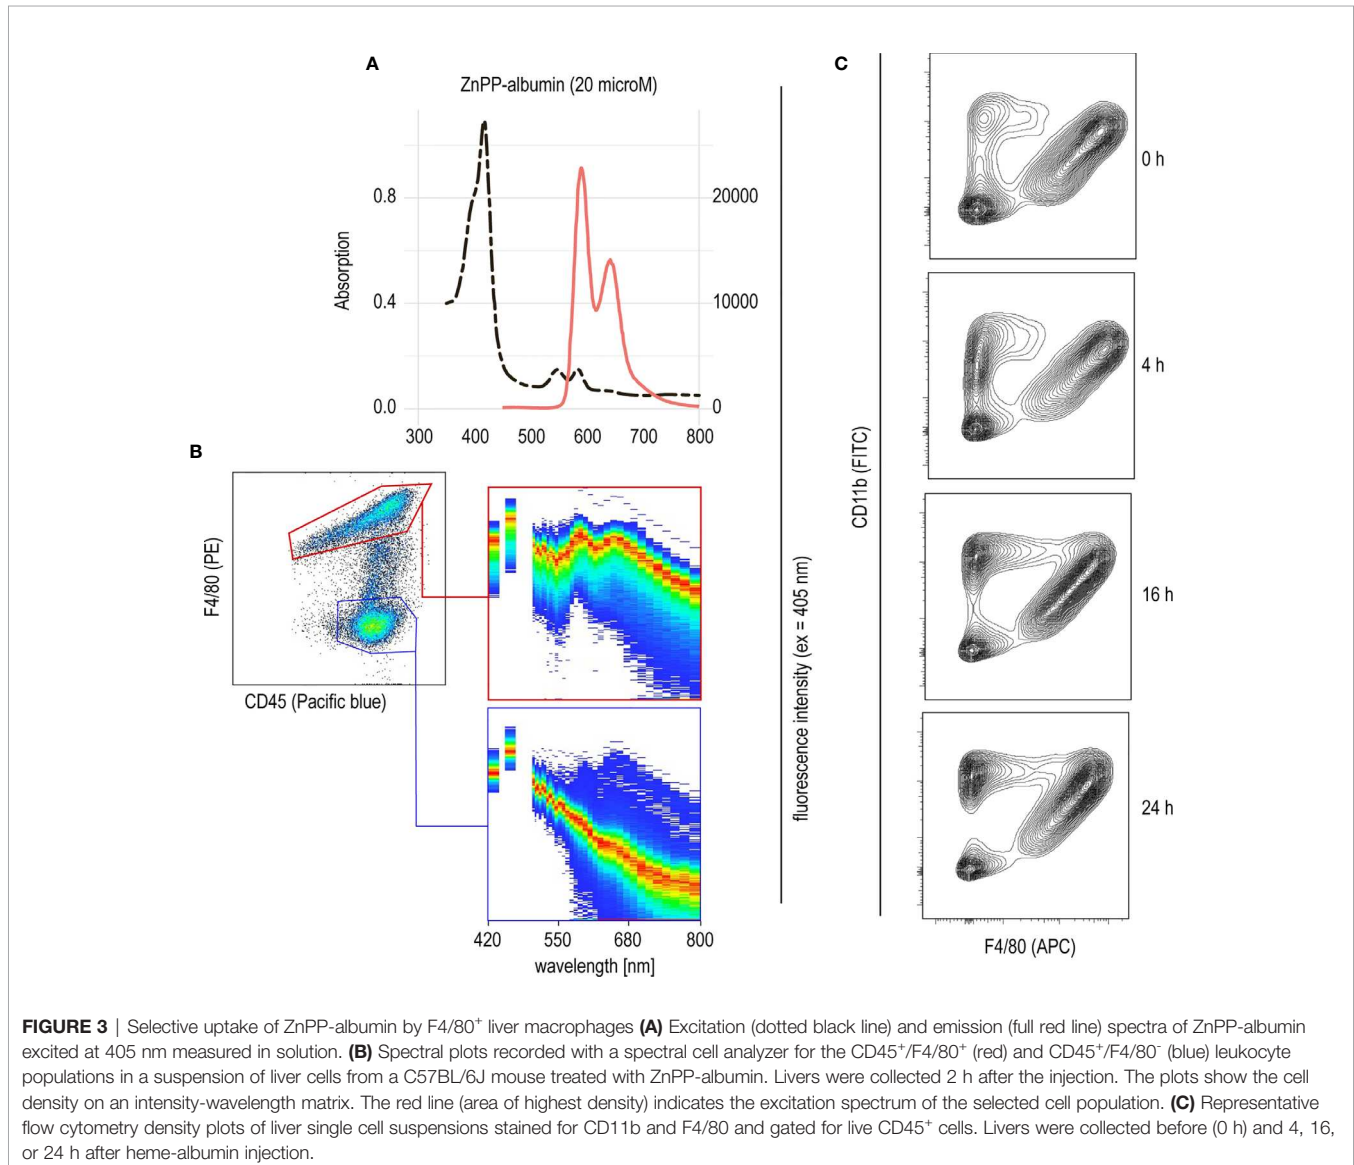 A
ZnPP-albumin (20 microM)
Absorption
0.8
0.4
0.0
20000
10000
0
300 400 500 600 700 800
B
F4/80 (PE)
CD45 (Pacific blue)
420 550 680 800
wavelength [nm]
fluorescence intensity (ex = 405 nm)
C
CD11b (FITC)
0 h
4 h
16 h
24 h
F4/80 (APC)
FIGURE 3 | Selective uptake of ZnPP-albumin by F4/80⁺ liver macrophages (A) Excitation (dotted black line) and emission (full red line) spectra of ZnPP-albumin
excited at 405 nm measured in solution. (B) Spectral plots recorded with a spectral cell analyzer for the CD45⁺/F4/80⁺ (red) and CD45⁺/F4/80⁻ (blue) leukocyte
populations in a suspension of liver cells from a C57BL/6J mouse treated with ZnPP-albumin. Livers were collected 2 h after the injection. The plots show the cell
density on an intensity-wavelength matrix. The red line (area of highest density) indicates the excitation spectrum of the selected cell population. (C) Representative
flow cytometry density plots of liver single cell suspensions stained for CD11b and F4/80 and gated for live CD45⁺ cells. Livers were collected before (0 h) and 4, 16,
or 24 h after heme-albumin injection.